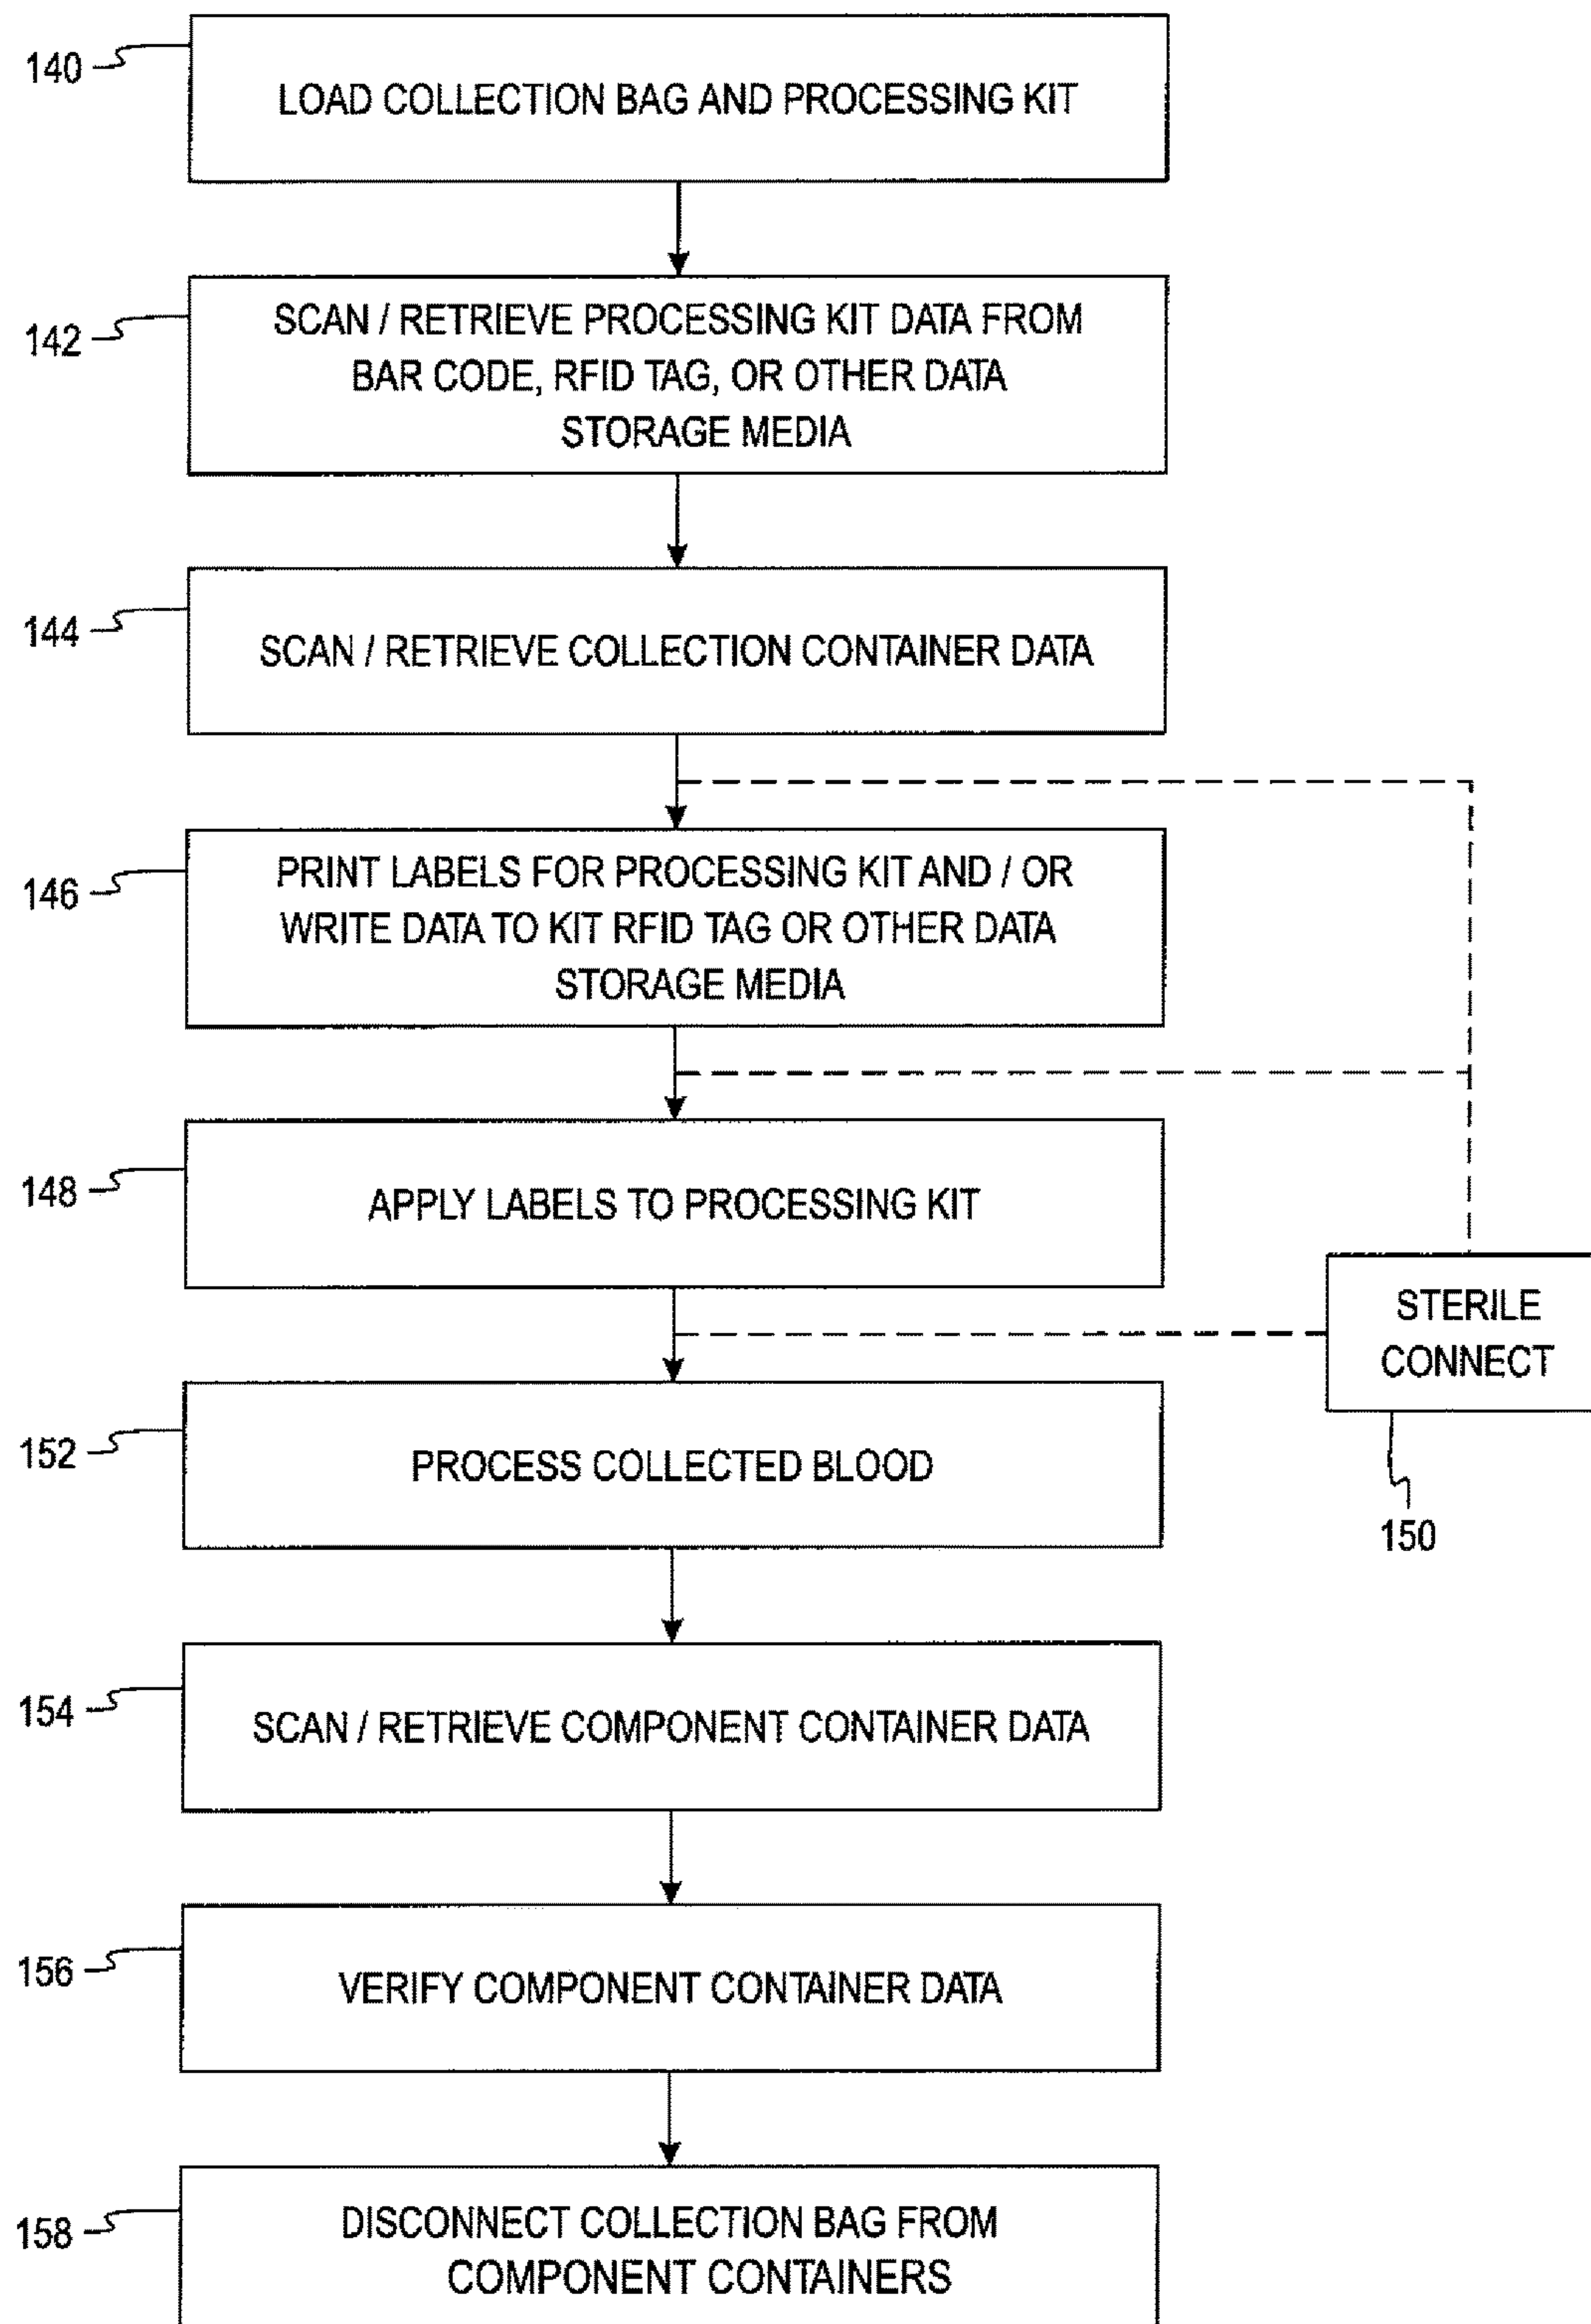 140
LOAD COLLECTION BAG AND PROCESSING KIT
142
SCAN / RETRIEVE PROCESSING KIT DATA FROM
BAR CODE, RFID TAG, OR OTHER DATA
STORAGE MEDIA
144
SCAN / RETRIEVE COLLECTION CONTAINER DATA
146
PRINT LABELS FOR PROCESSING KIT AND / OR
WRITE DATA TO KIT RFID TAG OR OTHER DATA
STORAGE MEDIA
148
APPLY LABELS TO PROCESSING KIT
STERILE
CONNECT
150
152
PROCESS COLLECTED BLOOD
154
SCAN / RETRIEVE COMPONENT CONTAINER DATA
156
VERIFY COMPONENT CONTAINER DATA
158
DISCONNECT COLLECTION BAG FROM
COMPONENT CONTAINERS